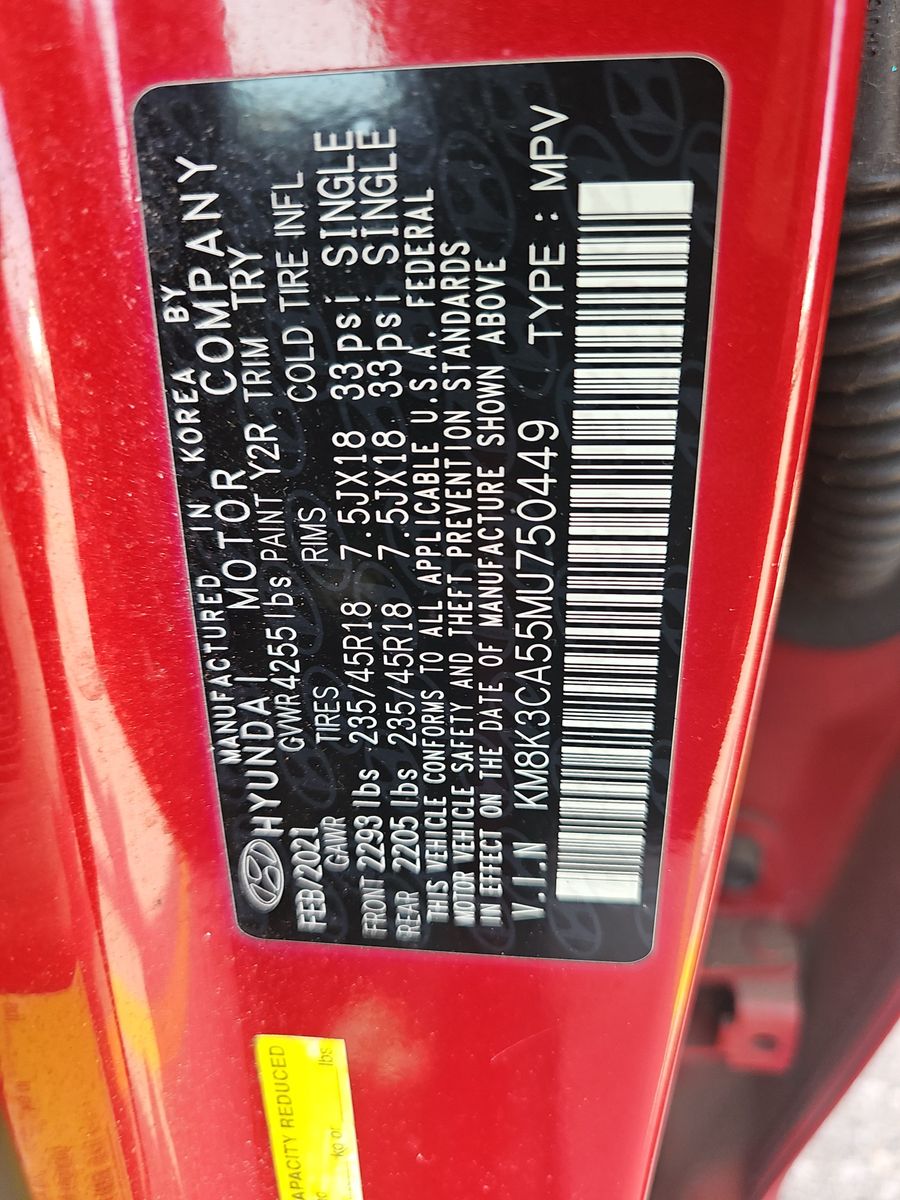 MANUFACTURED IN KOREA BY
HYUNDAI MOTOR COMPANY
FEB/2021 GVWR 4255 lbs PAINT Y2R TRIM TRY
GAWR TIRES RIMS COLD TIRE INFL
FRONT 2293 lbs 235/45R18 7.5JX18 33psi SINGLE
REAR 2205 lbs 235/45R18 7.5JX18 33psi SINGLE
THIS VEHICLE CONFORMS TO ALL APPLICABLE U.S.A. FEDERAL
MOTOR VEHICLE SAFETY AND THEFT PREVENTION STANDARDS
IN EFFECT ON THE DATE OF MANUFACTURE SHOWN ABOVE
V.I.N KM8K3CA55MU750449 TYPE : MPV
APACITY REDUCED
kg or lbs